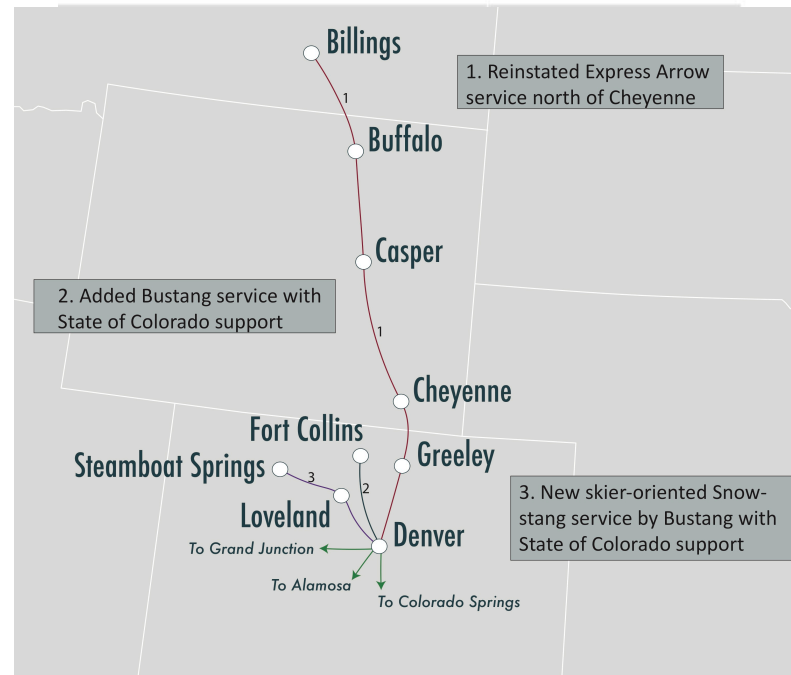 Billings
1. Reinstated Express Arrow
service north of Cheyenne
1
Buffalo
Casper
2. Added Bustang service with
State of Colorado support
1
Cheyenne
Fort Collins
Greeley
Steamboat Springs
3
2
3. New skier-oriented Snow-
stang service by Bustang with
State of Colorado support
Loveland
Denver
To Grand Junction
To Alamosa
To Colorado Springs